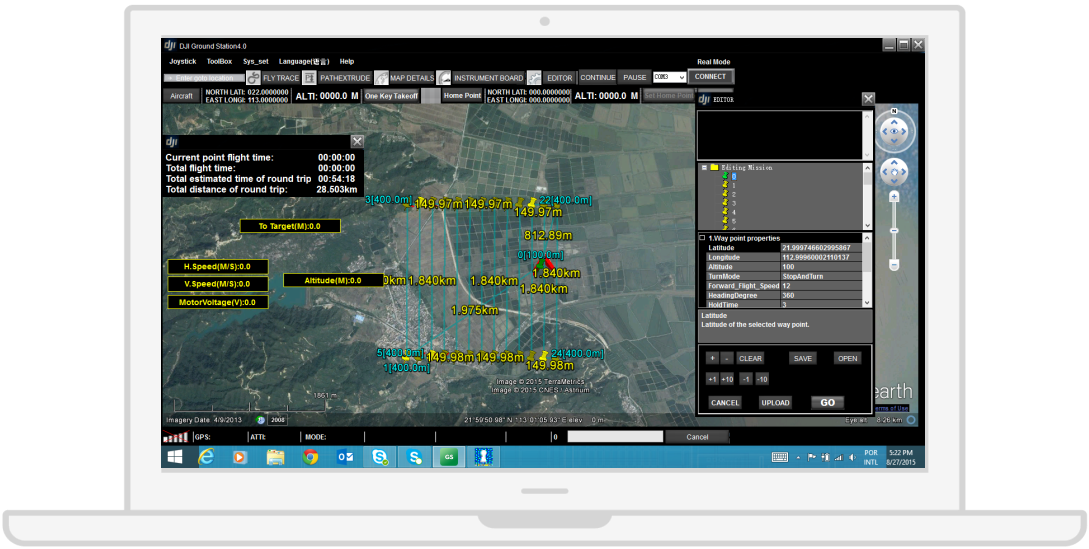 dji DJI Ground Station4.0
Joystick ToolBox Sys_set Language(语言) Help
Real Mode
FLY TRACE PATHEXTRUDE MAP DETAILS INSTRUMENT BOARD EDITOR CONTINUE PAUSE COM3 CONNECT
Aircraft NORTH LATI: 022.0000000 ALTI: 0000.0 M One Key Takeoff Home Point NORTH LATI: 000.0000000 ALTI: 0000.0 M Set Home Point
EAST LONGI: 113.0000000 EAST LONGI: 000.0000000
dji EDITOR
dji
Current point flight time: 00:00:00
Total flight time: 00:00:00
Total estimated time of round trip 00:54:18
Total distance of round trip: 28.503km
Editing Mission
0
1
2
3
4
5
3[400.0m] 149.97m 149.97m 22[400.0m]
149.97m
To Target(M):0.0
812.89m
0[100.0m]
H.Speed(M/S):0.0
V.Speed(M/S):0.0
MotorVoltage(V):0.0
Altitude(M):0.0
1.840km
0km 1.840km 1.840km 1.840km
1.975km
5[400.0m] 149.98m 149.98m 24[400.0m]
149.98m
1[400.0m]
1.Way point properties
Latitude 21.999746602995867
Longitude 112.99960002110137
Altitude 100
TurnMode StopAndTurn
Forward_Flight_Speed 12
HeadingDegree 360
HoldTime 3
Latitude
Latitude of the selected way point.
+ - CLEAR SAVE OPEN
+1 +10 -1 -10
CANCEL UPLOAD GO
Image © 2015 TerraMetrics
Image © 2015 CNES / Astrium
1861 m
earth
Terms of Use
Imagery Date: 4/9/2013 2008 21°59'50.98" N 113°01'05.93" E elev 0 m Eye alt 8.26 km
GPS: ATTI: MODE: 0 Cancel
N
GS
POR 5:22 PM
INTL 8/27/2015